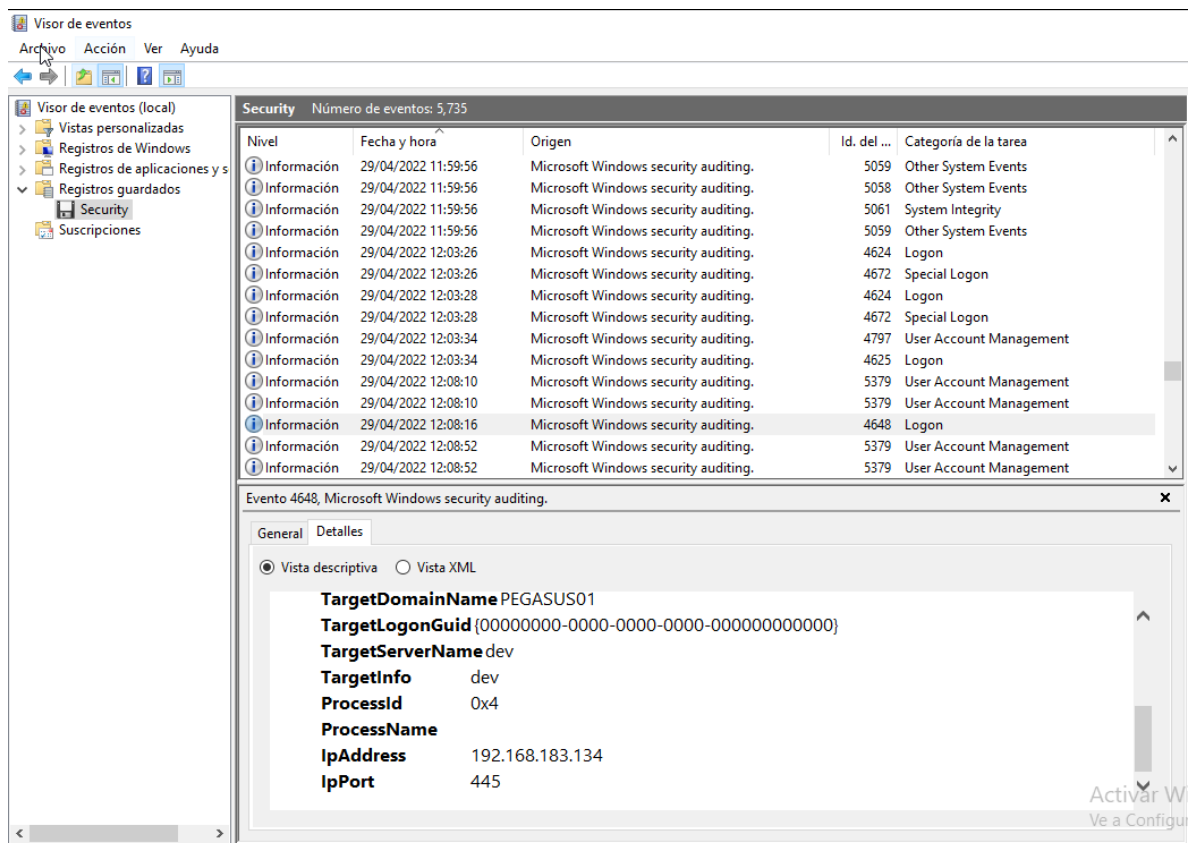 Visor de eventos
Archivo Acción Ver Ayuda
Visor de eventos (local)
Vistas personalizadas
Registros de Windows
Registros de aplicaciones y s
Registros guardados
Security
Suscripciones
Security Número de eventos: 5,735
Nivel Fecha y hora Origen Id. del ... Categoría de la tarea
Información 29/04/2022 11:59:56 Microsoft Windows security auditing. 5059 Other System Events
Información 29/04/2022 11:59:56 Microsoft Windows security auditing. 5058 Other System Events
Información 29/04/2022 11:59:56 Microsoft Windows security auditing. 5061 System Integrity
Información 29/04/2022 11:59:56 Microsoft Windows security auditing. 5059 Other System Events
Información 29/04/2022 12:03:26 Microsoft Windows security auditing. 4624 Logon
Información 29/04/2022 12:03:26 Microsoft Windows security auditing. 4672 Special Logon
Información 29/04/2022 12:03:28 Microsoft Windows security auditing. 4624 Logon
Información 29/04/2022 12:03:28 Microsoft Windows security auditing. 4672 Special Logon
Información 29/04/2022 12:03:34 Microsoft Windows security auditing. 4797 User Account Management
Información 29/04/2022 12:03:34 Microsoft Windows security auditing. 4625 Logon
Información 29/04/2022 12:08:10 Microsoft Windows security auditing. 5379 User Account Management
Información 29/04/2022 12:08:10 Microsoft Windows security auditing. 5379 User Account Management
Información 29/04/2022 12:08:16 Microsoft Windows security auditing. 4648 Logon
Información 29/04/2022 12:08:52 Microsoft Windows security auditing. 5379 User Account Management
Información 29/04/2022 12:08:52 Microsoft Windows security auditing. 5379 User Account Management
Evento 4648, Microsoft Windows security auditing.
General Detalles
Vista descriptiva Vista XML
TargetDomainName PEGASUS01
TargetLogonGuid {00000000-0000-0000-0000-000000000000}
TargetServerName dev
TargetInfo dev
ProcessId 0x4
ProcessName
IpAddress 192.168.183.134
IpPort 445
Activar Wi
Ve a Configur